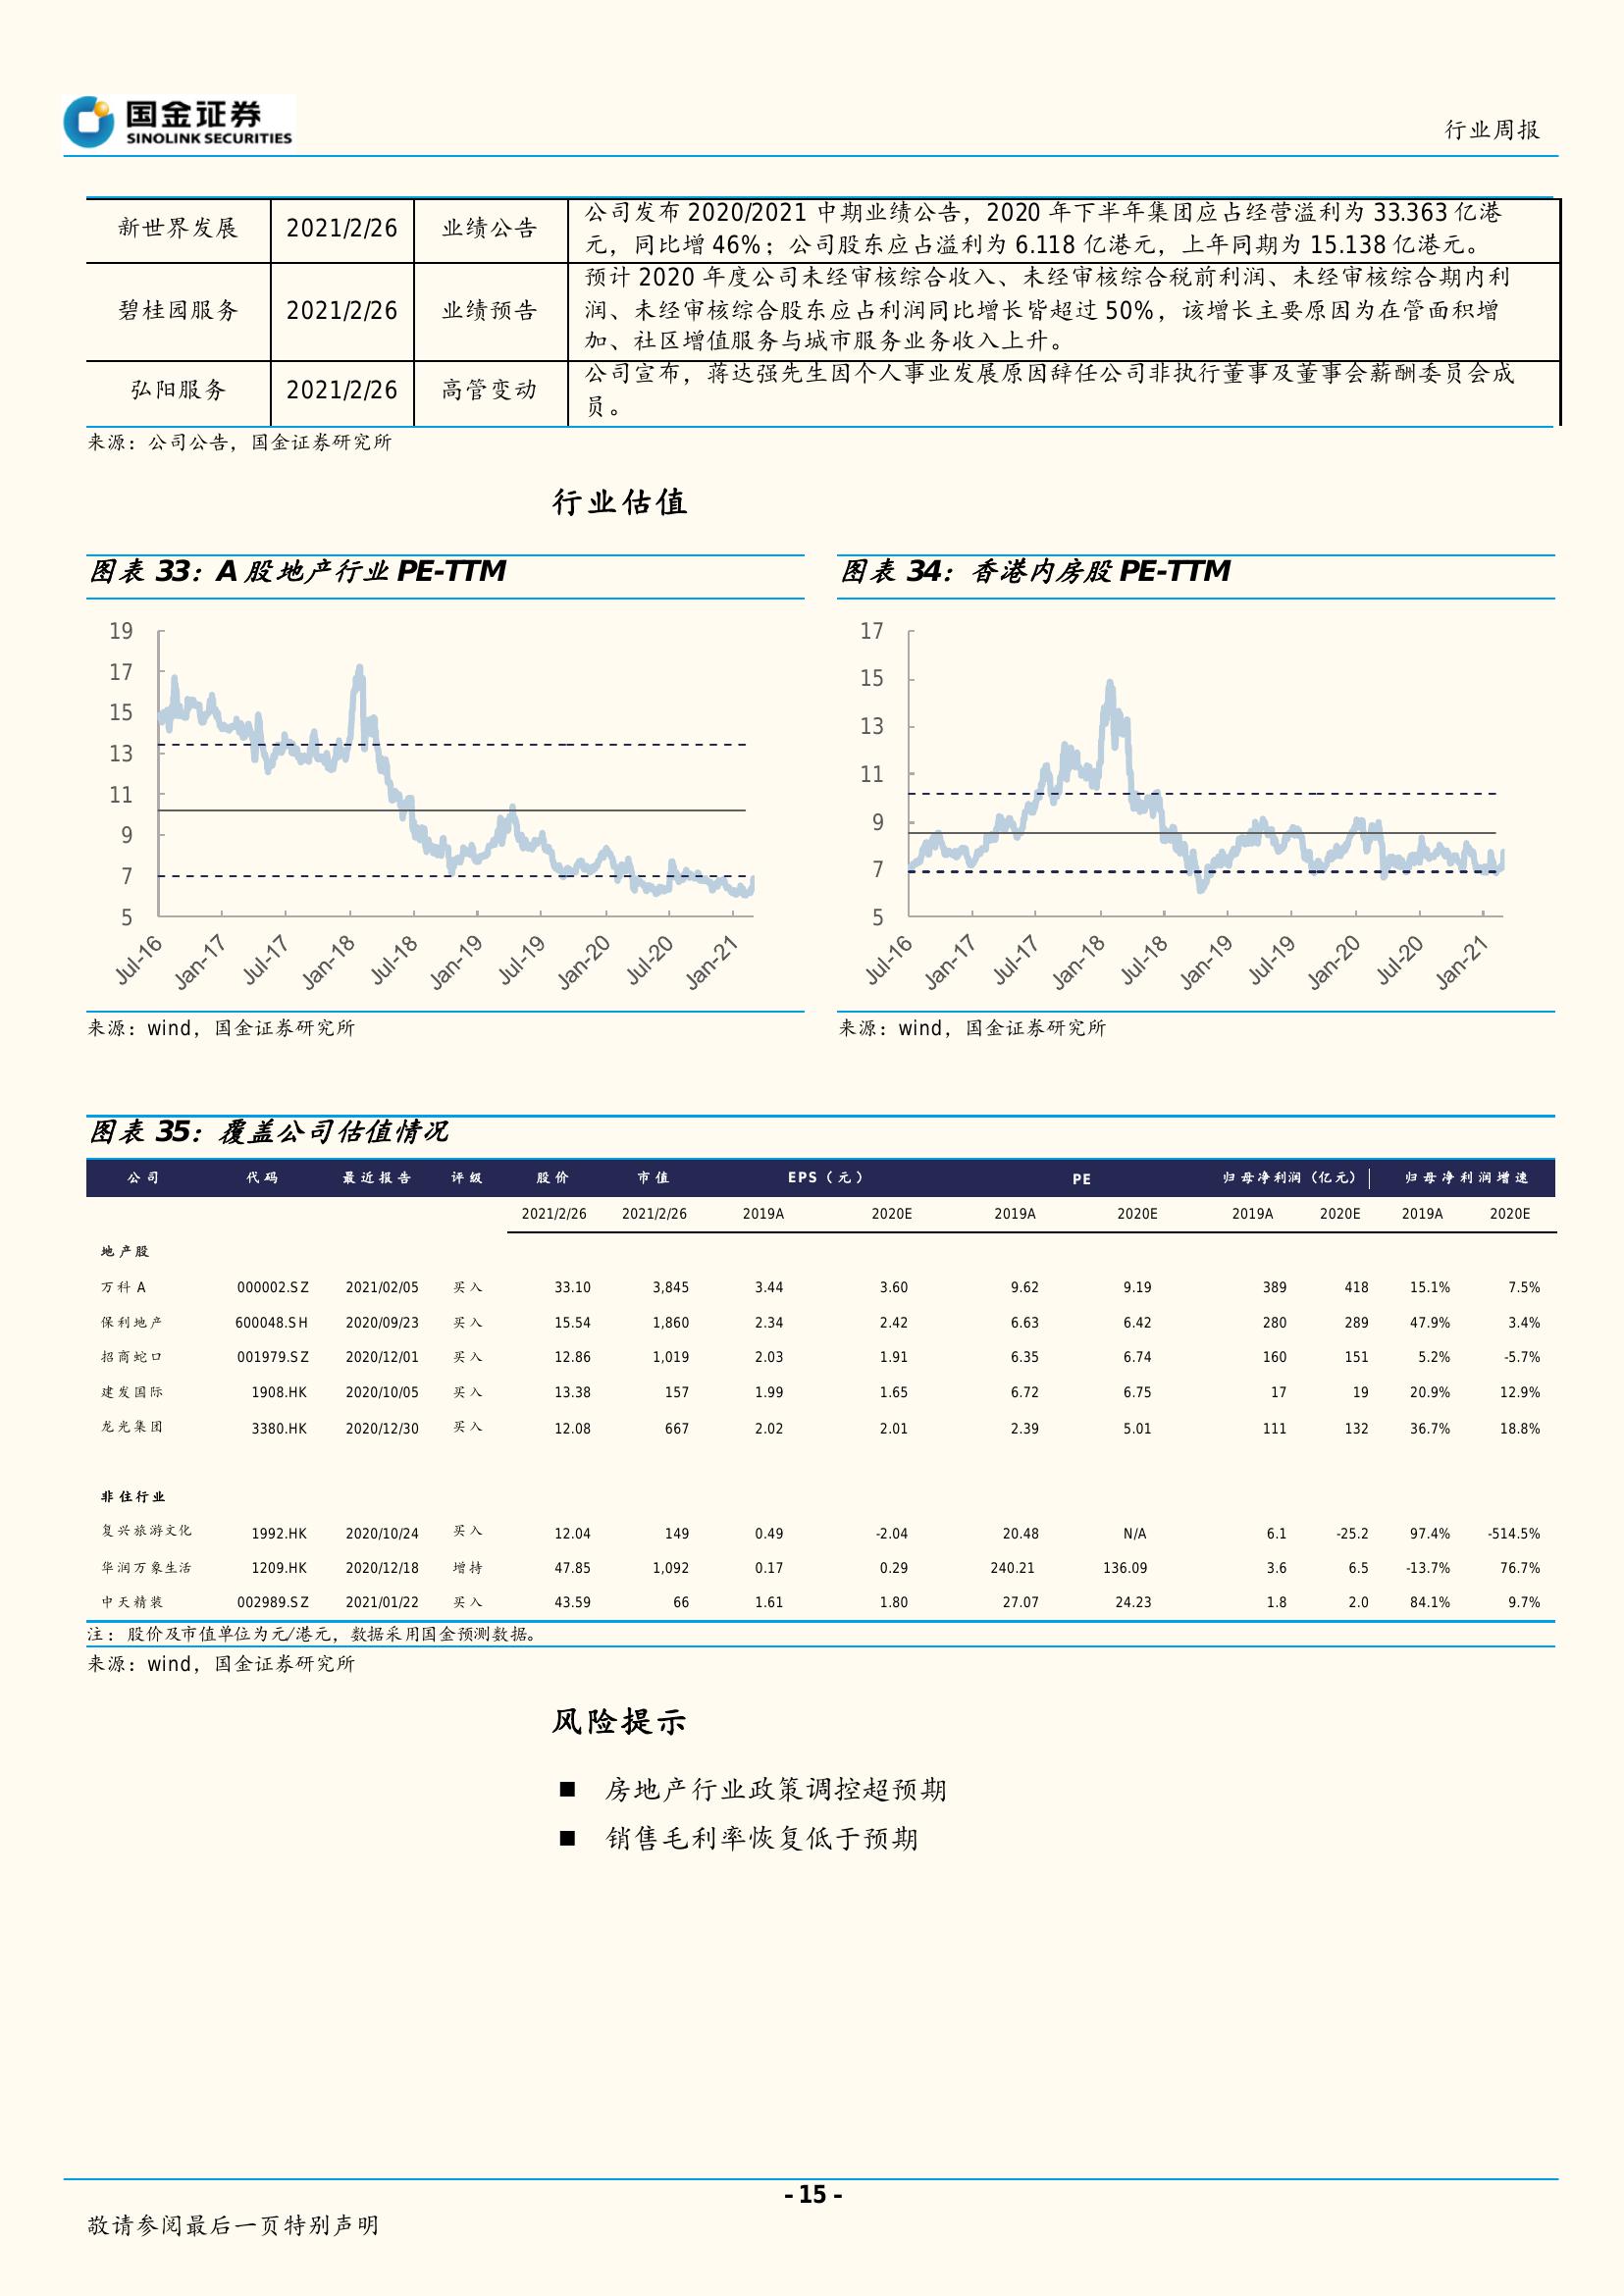 国金证券
SINOLINK SECURITIES
行业周报
新世界发展 2021/2/26 业绩公告 公司发布 2020/2021 中期业绩公告，2020 年下半年集团应占经营溢利为 33.363 亿港
元，同比增 46%；公司股东应占溢利为 6.118 亿港元，上年同期为 15.138 亿港元。
碧桂园服务 2021/2/26 业绩预告 预计 2020 年度公司未经审核综合收入、未经审核综合税前利润、未经审核综合期内利
润、未经审核综合股东应占利润同比增长皆超过 50%，该增长主要原因为在管面积增
加、社区增值服务与城市服务业务收入上升。
弘阳服务 2021/2/26 高管变动 公司宣布，蒋达强先生因个人事业发展原因辞任公司非执行董事及董事会薪酬委员会成
员。
来源：公司公告，国金证券研究所
行业估值
图表 33：A 股地产行业 PE-TTM
19
17
15
13
11
9
7
5
Jul-16 Jan-17 Jul-17 Jan-18 Jul-18 Jan-19 Jul-19 Jan-20 Jul-20 Jan-21
来源：wind，国金证券研究所
图表 34：香港内房股 PE-TTM
17
15
13
11
9
7
5
Jul-16 Jan-17 Jul-17 Jan-18 Jul-18 Jan-19 Jul-19 Jan-20 Jul-20 Jan-21
来源：wind，国金证券研究所
图表 35：覆盖公司估值情况
公司 代码 最近报告 评级 股价 市值 EPS（元） PE 归母净利润（亿元） 归母净利润增速
2021/2/26 2021/2/26 2019A 2020E 2019A 2020E 2019A 2020E 2019A 2020E
地产股
万科 A 000002.SZ 2021/02/05 买入 33.10 3,845 3.44 3.60 9.62 9.19 389 418 15.1% 7.5%
保利地产 600048.SH 2020/09/23 买入 15.54 1,860 2.34 2.42 6.63 6.42 280 289 47.9% 3.4%
招商蛇口 001979.SZ 2020/12/01 买入 12.86 1,019 2.03 1.91 6.35 6.74 160 151 5.2% -5.7%
建发国际 1908.HK 2020/10/05 买入 13.38 157 1.99 1.65 6.72 6.75 17 19 20.9% 12.9%
龙光集团 3380.HK 2020/12/30 买入 12.08 667 2.02 2.01 2.39 5.01 111 132 36.7% 18.8%
非住行业
复兴旅游文化 1992.HK 2020/10/24 买入 12.04 149 0.49 -2.04 20.48 N/A 6.1 -25.2 97.4% -514.5%
华润万象生活 1209.HK 2020/12/18 增持 47.85 1,092 0.17 0.29 240.21 136.09 3.6 6.5 -13.7% 76.7%
中天精装 002989.SZ 2021/01/22 买入 43.59 66 1.61 1.80 27.07 24.23 1.8 2.0 84.1% 9.7%
注：股价及市值单位为元/港元，数据采用国金预测数据。
来源：wind，国金证券研究所
风险提示
■ 房地产行业政策调控超预期
■ 销售毛利率恢复低于预期
- 15 -
敬请参阅最后一页特别声明